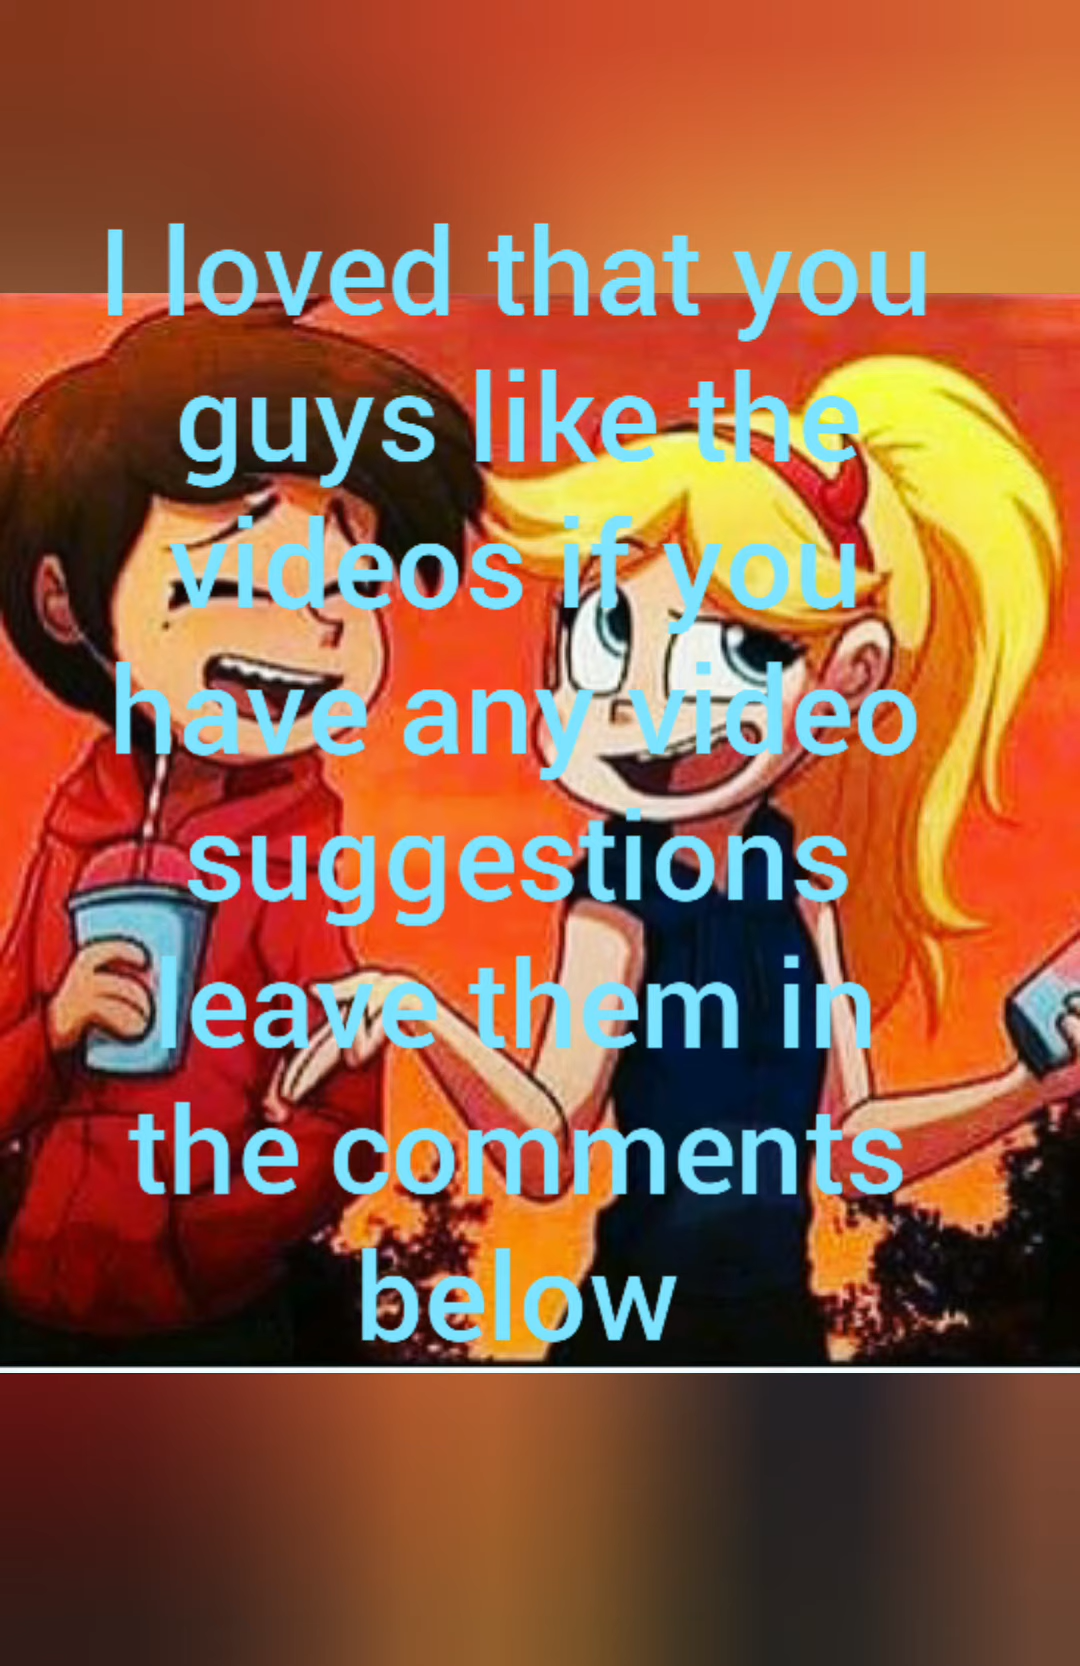 I loved that you
guys like the
videos if you
have any video
suggestions
leave them in
the comments
below